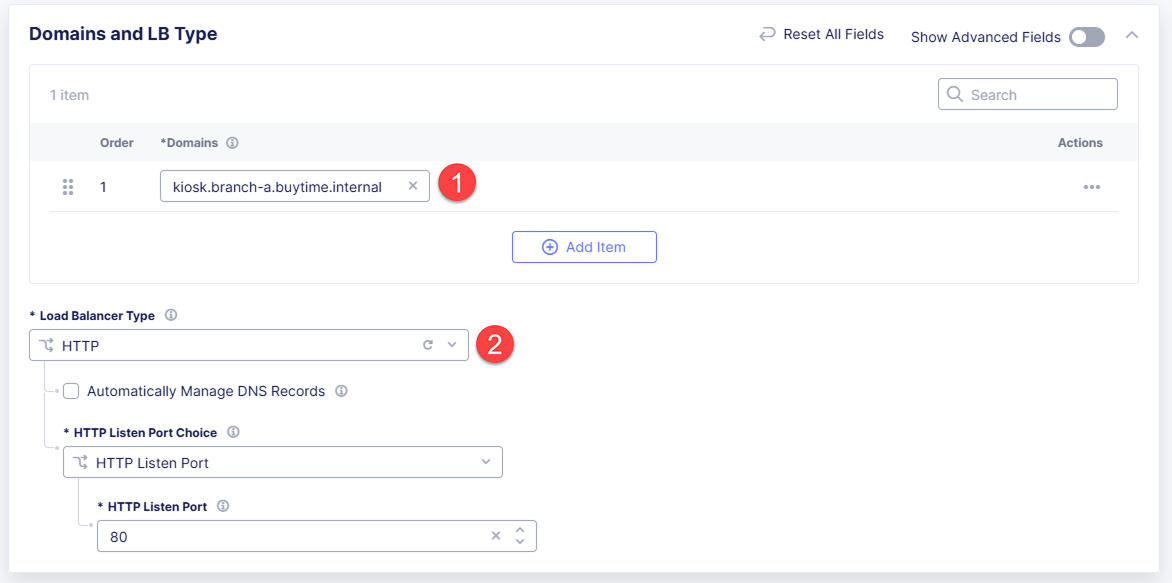 Domains and LB Type Reset All Fields Show Advanced Fields
1 item Search
Order *Domains Actions
1 kiosk.branch-a.buytime.internal 1
Add Item
* Load Balancer Type
HTTP 2
Automatically Manage DNS Records
* HTTP Listen Port Choice
HTTP Listen Port
* HTTP Listen Port
80